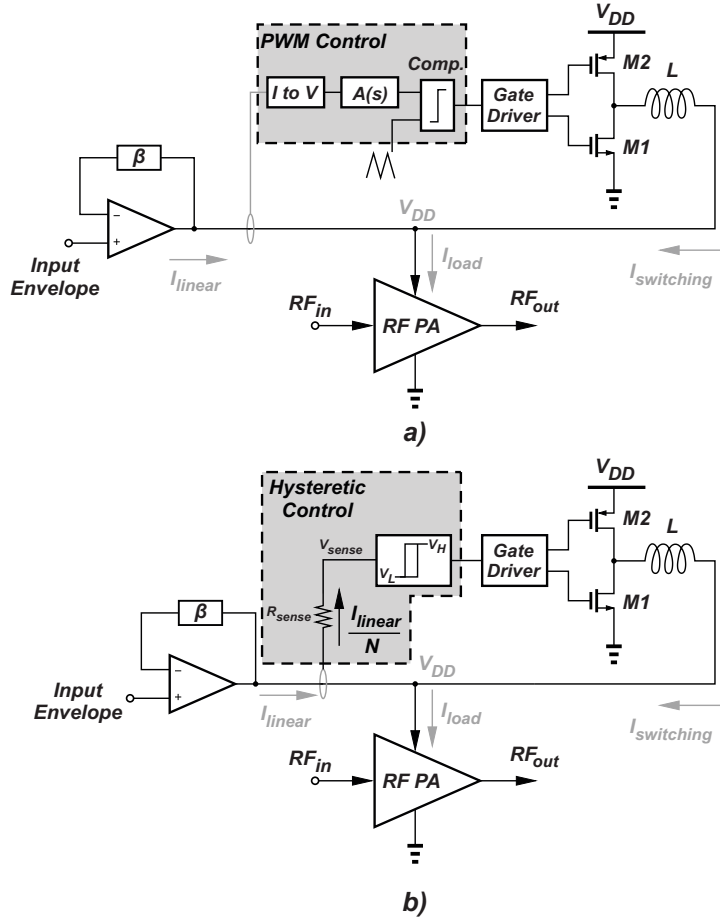 PWM Control
I to V
A(s)
Comp.
Gate
Driver
V_DD
M2
M1
L
β
−
+
Input
Envelope
I_linear
V_DD
I_load
I_switching
RF_in
RF PA
RF_out
a)
Hysteretic
Control
V_sense
V_L
V_H
R_sense
I_linear
N
Gate
Driver
V_DD
M2
M1
L
β
−
+
Input
Envelope
I_linear
V_DD
I_load
I_switching
RF_in
RF PA
RF_out
b)